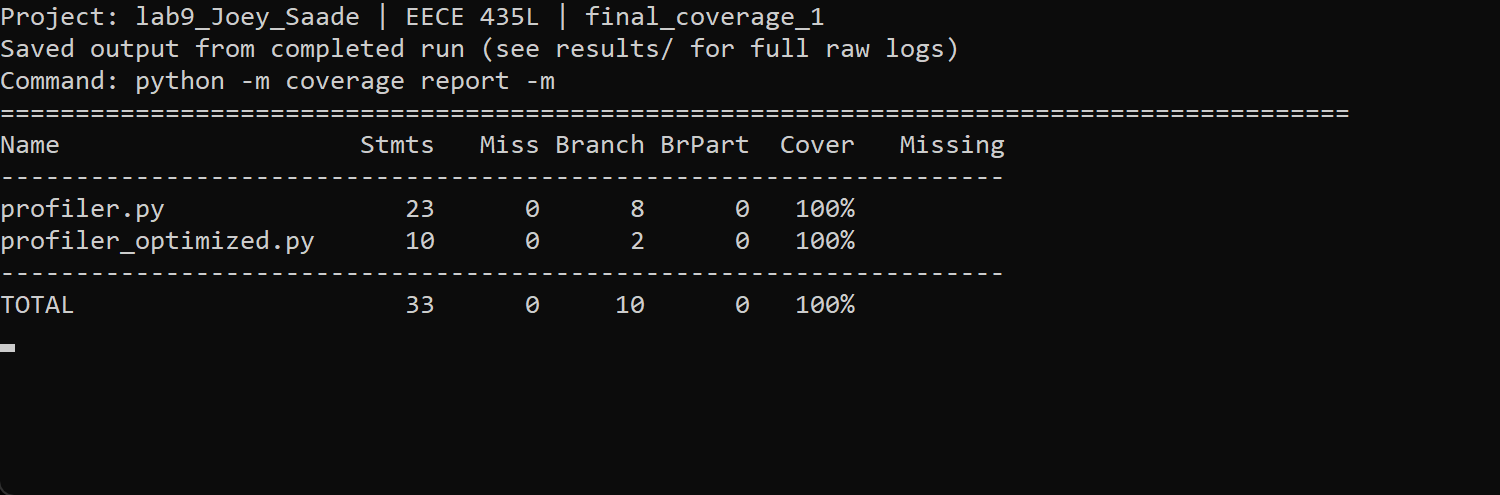 Project: lab9_Joey_Saade | EECE 435L | final_coverage_1
Saved output from completed run (see results/ for full raw logs)
Command: python -m coverage report -m
==========================================================================================
Name                    Stmts   Miss Branch BrPart  Cover   Missing
-------------------------------------------------------------------
profiler.py                23      0      8      0   100%
profiler_optimized.py      10      0      2      0   100%
-------------------------------------------------------------------
TOTAL                      33      0     10      0   100%